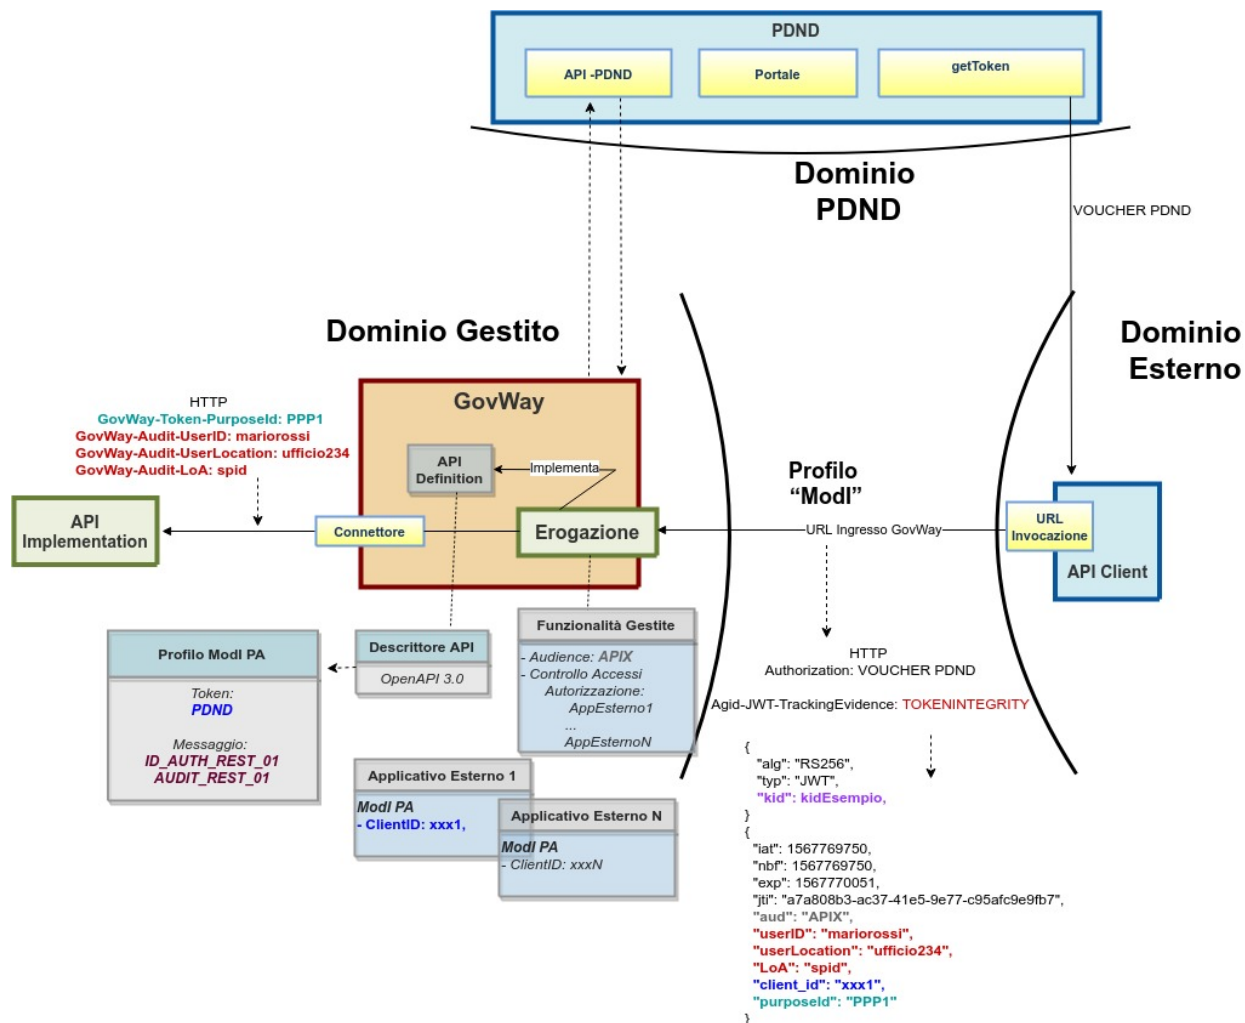 PDND
API -PDND
Portale
getToken
Dominio
PDND
VOUCHER PDND
Dominio Gestito
Dominio
Esterno
HTTP
GovWay-Token-PurposeId: PPP1
GovWay-Audit-UserID: mariorossi
GovWay-Audit-UserLocation: ufficio234
GovWay-Audit-LoA: spid
GovWay
API
Definition
Implementa
Profilo
“ModI”
API
Implementation
Connettore
Erogazione
URL Ingresso GovWay
URL
Invocazione
API Client
Profilo ModI PA
Token:
PDND
Messaggio:
ID_AUTH_REST_01
AUDIT_REST_01
Descrittore API
OpenAPI 3.0
Funzionalità Gestite
- Audience: APIX
- Controllo Accessi
Autorizzazione:
AppEsterno1
...
AppEsternoN
Applicativo Esterno 1
ModI PA
- ClientID: xxx1,
Applicativo Esterno N
ModI PA
- ClientID: xxxN
HTTP
Authorization: VOUCHER PDND
Agid-JWT-TrackingEvidence: TOKENINTEGRITY
{
"alg": "RS256",
"typ": "JWT",
"kid": kidEsempio,
}
{
"iat": 1567769750,
"nbf": 1567769750,
"exp": 1567770051,
"jti": "a7a808b3-ac37-41e5-9e77-c95afc9e9fb7",
"aud": "APIX",
"userID": "mariorossi",
"userLocation": "ufficio234",
"LoA": "spid",
"client_id": "xxx1",
"purposeId": "PPP1"
}